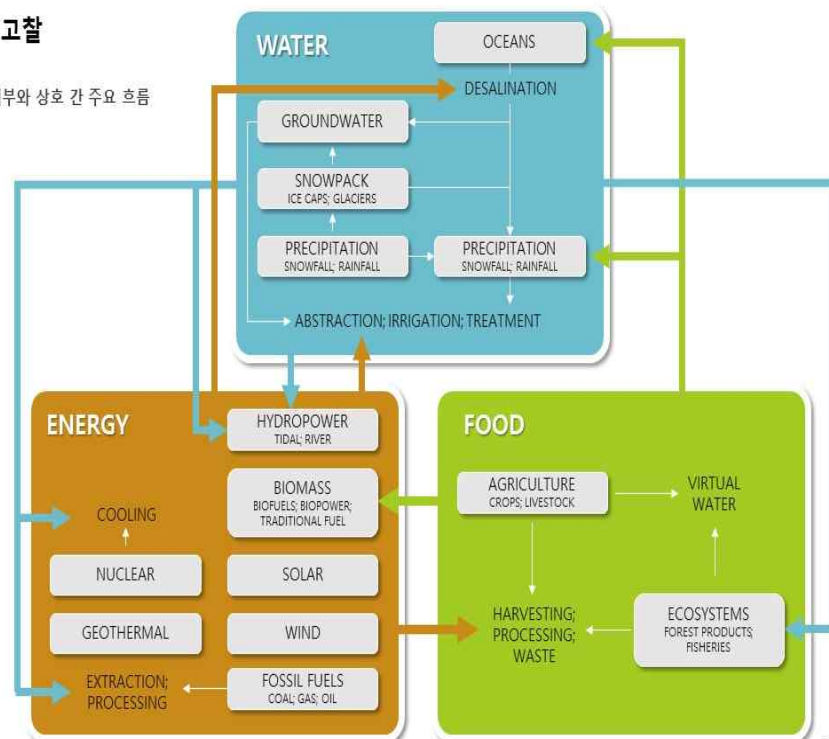 고찰
내부와 상호 간 주요 흐름
WATER
OCEANS
DESALINATION
GROUNDWATER
SNOWPACK
ICE CAPS; GLACIERS
PRECIPITATION
SNOWFALL; RAINFALL
PRECIPITATION
SNOWFALL; RAINFALL
ABSTRACTION; IRRIGATION; TREATMENT
ENERGY
HYDROPOWER
TIDAL; RIVER
BIOMASS
BIOFUELS; BIOPOWER;
TRADITIONAL FUEL
COOLING
NUCLEAR
SOLAR
GEOTHERMAL
WIND
EXTRACTION;
PROCESSING
FOSSIL FUELS
COAL; GAS; OIL
FOOD
AGRICULTURE
CROPS; LIVESTOCK
VIRTUAL
WATER
HARVESTING;
PROCESSING;
WASTE
ECOSYSTEMS
FOREST PRODUCTS;
FISHERIES